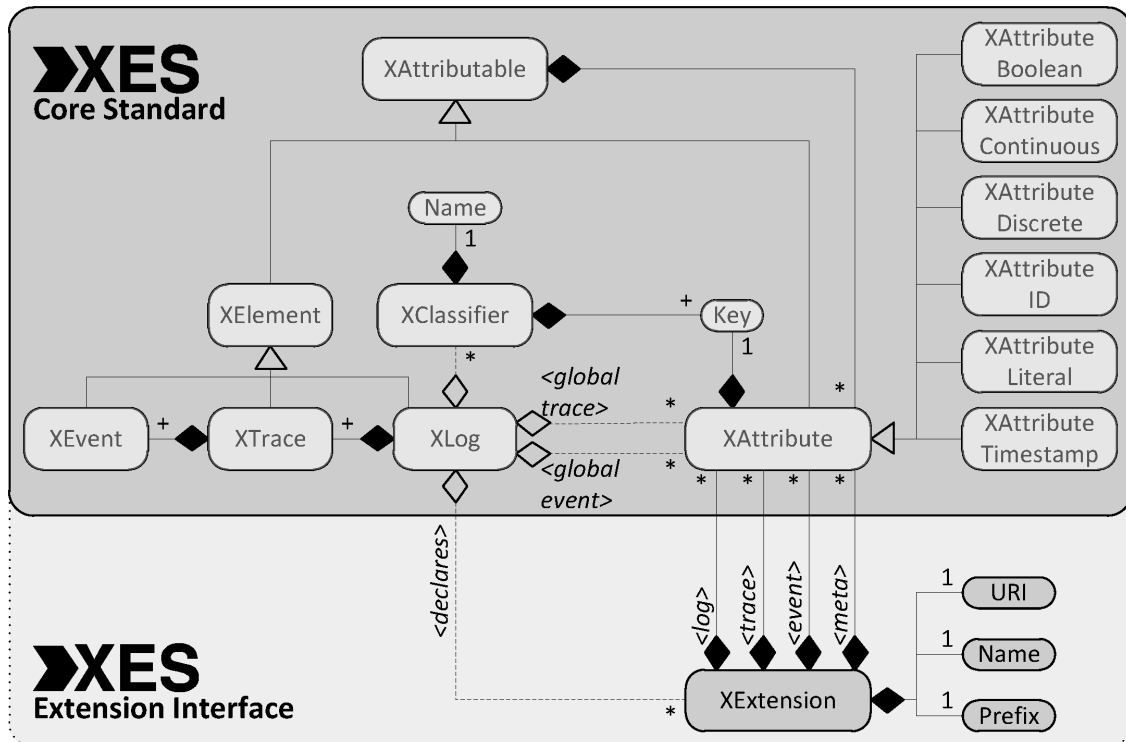 XES
Core Standard
XAttributable
XAttribute
Boolean
XAttribute
Continuous
XAttribute
Discrete
XAttribute
ID
XAttribute
Literal
XAttribute
Timestamp
Name
1
XElement
XClassifier
+
Key
*
1
<global
trace>
*
*
XEvent
+
XTrace
+
XLog
XAttribute
<global
event>
*
*
*
*
*
<declares>
<log>
<trace>
<event>
<meta>
1
URI
1
Name
1
Prefix
XES
Extension Interface
XExtension
*